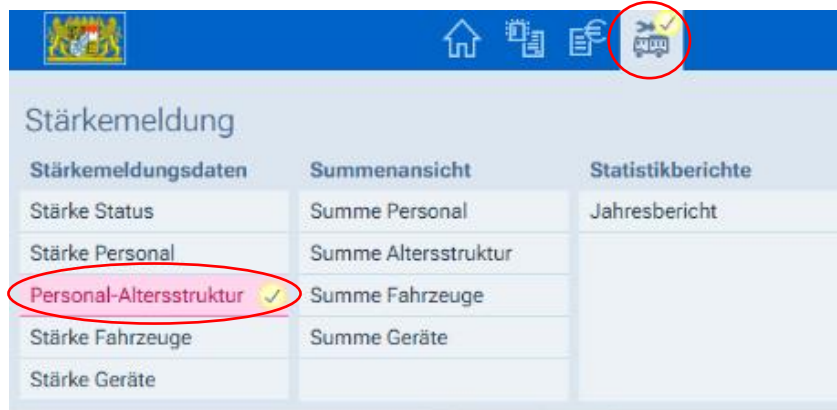 Stärkemeldung
Stärkemeldungsdaten
Stärke Status
Stärke Personal
Personal-Altersstruktur
Stärke Fahrzeuge
Stärke Geräte
Summenansicht
Summe Personal
Summe Altersstruktur
Summe Fahrzeuge
Summe Geräte
Statistikberichte
Jahresbericht